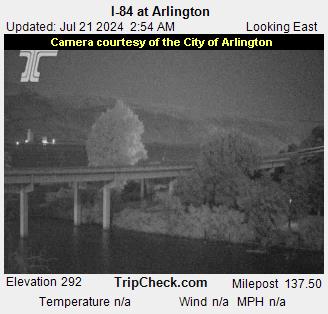 I-84 at Arlington
Updated: Jul 21 2024 2:54 AM Looking East
Camera courtesy of the City of Arlington
Elevation 292 TripCheck.com Milepost 137.50
Temperature n/a Wind n/a MPH n/a